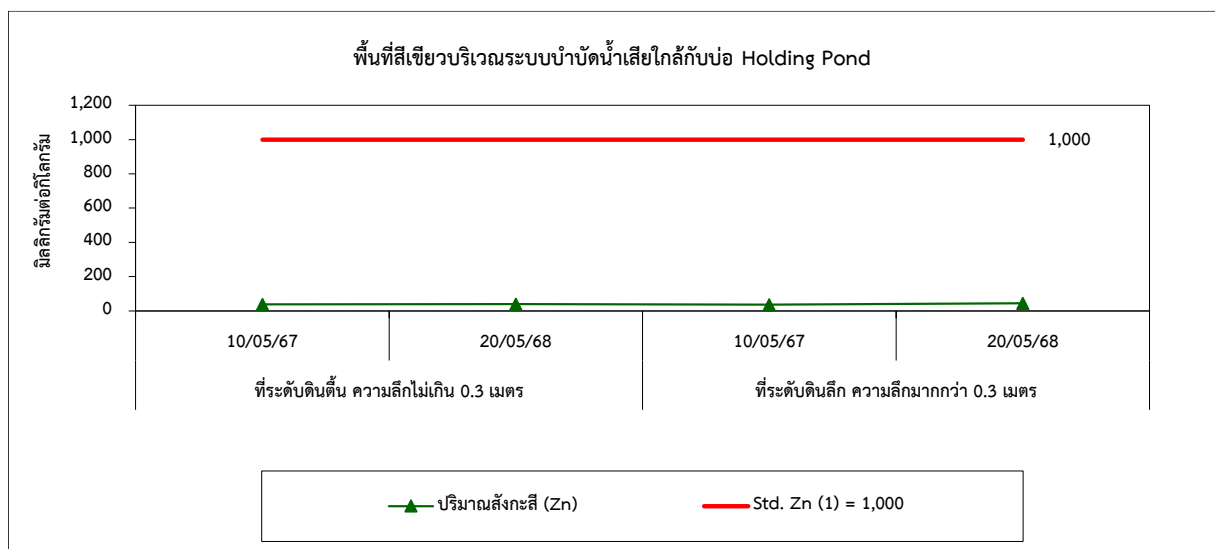 พื้นที่สีเขียวบริเวณระบบบำบัดน้ำเสียใกล้กับบ่อ Holding Pond
มิลลิกรัมต่อกิโลกรัม
1,200
1,000
800
600
400
200
0
1,000
10/05/67 20/05/68 10/05/67 20/05/68
ที่ระดับดินตื้น ความลึกไม่เกิน 0.3 เมตร ที่ระดับดินลึก ความลึกมากกว่า 0.3 เมตร
ปริมาณสังกะสี (Zn) Std. Zn (1) = 1,000